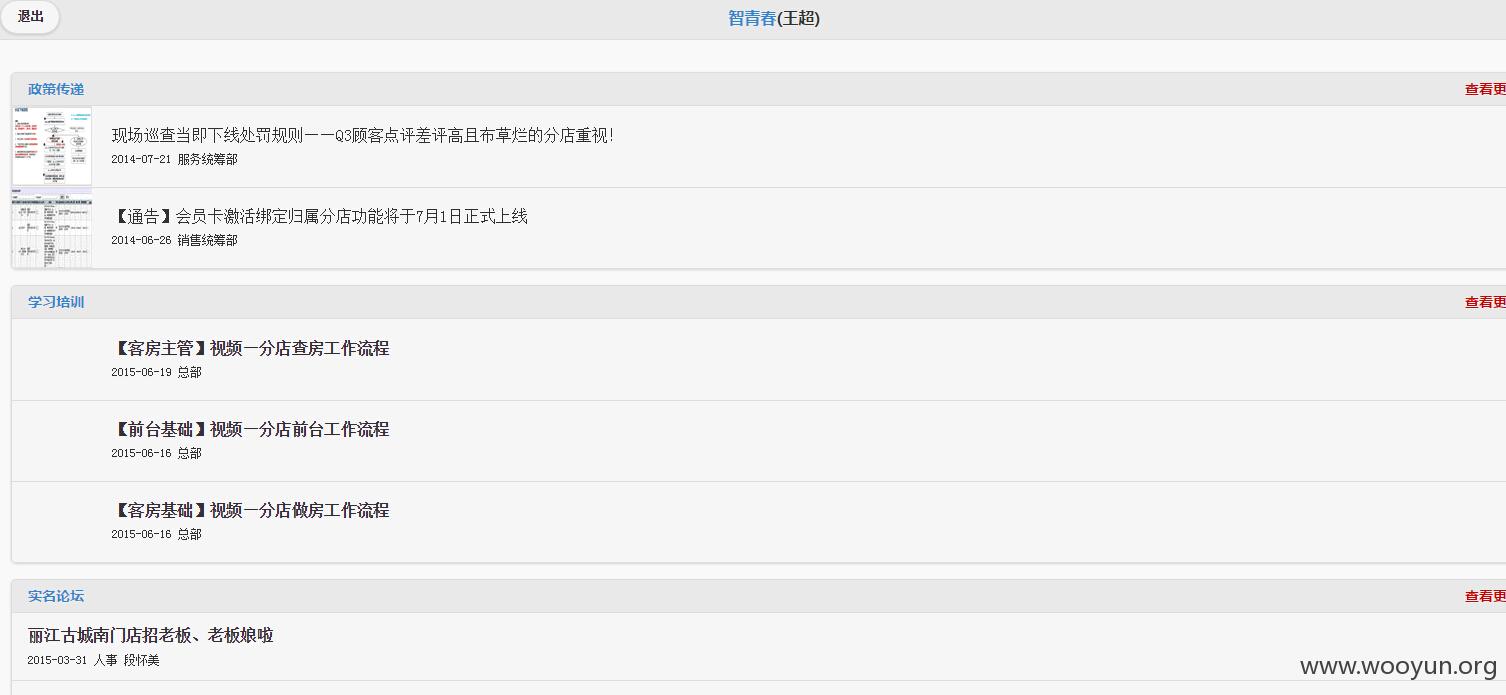 退出
智青春(王超)
政策传递
查看更
现场巡查当即下线处罚规则——Q3顾客点评差评高且布草烂的分店重视！
2014-07-21 服务统筹部
【通告】会员卡激活绑定归属分店功能将于7月1日正式上线
2014-06-26 销售统筹部
学习培训
查看更
【客房主管】视频—分店查房工作流程
2015-06-19 总部
【前台基础】视频—分店前台工作流程
2015-06-16 总部
【客房基础】视频—分店做房工作流程
2015-06-16 总部
实名论坛
查看更
丽江古城南门店招老板、老板娘啦
2015-03-31 人事 段怀美
www.wooyun.org